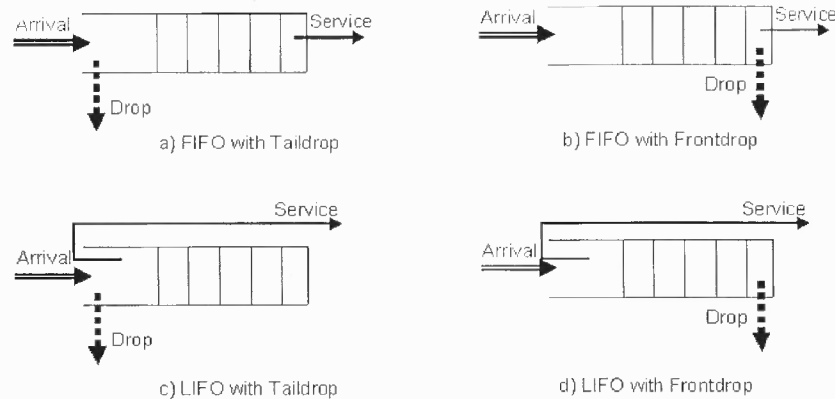 Arrival
Service
Drop
a) FIFO with Taildrop
Arrival
Service
Drop
b) FIFO with Frontdrop
Service
Arrival
Drop
c) LIFO with Taildrop
Service
Arrival
Drop
d) LIFO with Frontdrop